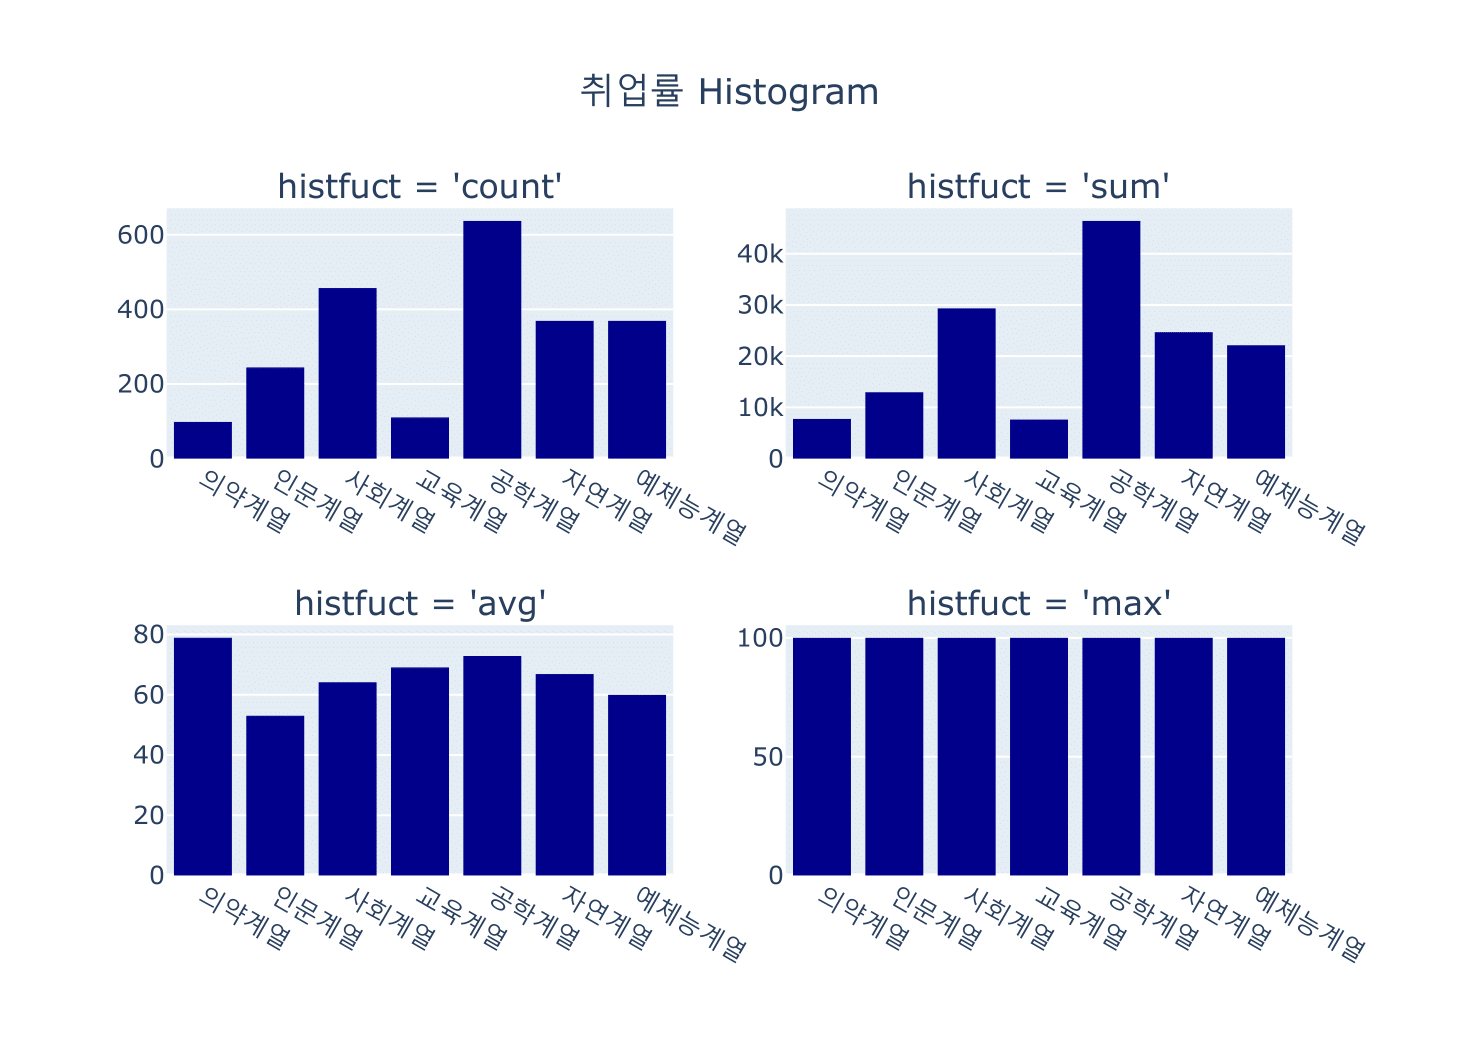 취업률 Histogram
histfuct = 'count'
600
400
200
0
의약계열 인문계열 사회계열 교육계열 공학계열 자연계열 예체능계열
histfuct = 'sum'
40k
30k
20k
10k
0
의약계열 인문계열 사회계열 교육계열 공학계열 자연계열 예체능계열
histfuct = 'avg'
80
60
40
20
0
의약계열 인문계열 사회계열 교육계열 공학계열 자연계열 예체능계열
histfuct = 'max'
100
50
0
의약계열 인문계열 사회계열 교육계열 공학계열 자연계열 예체능계열